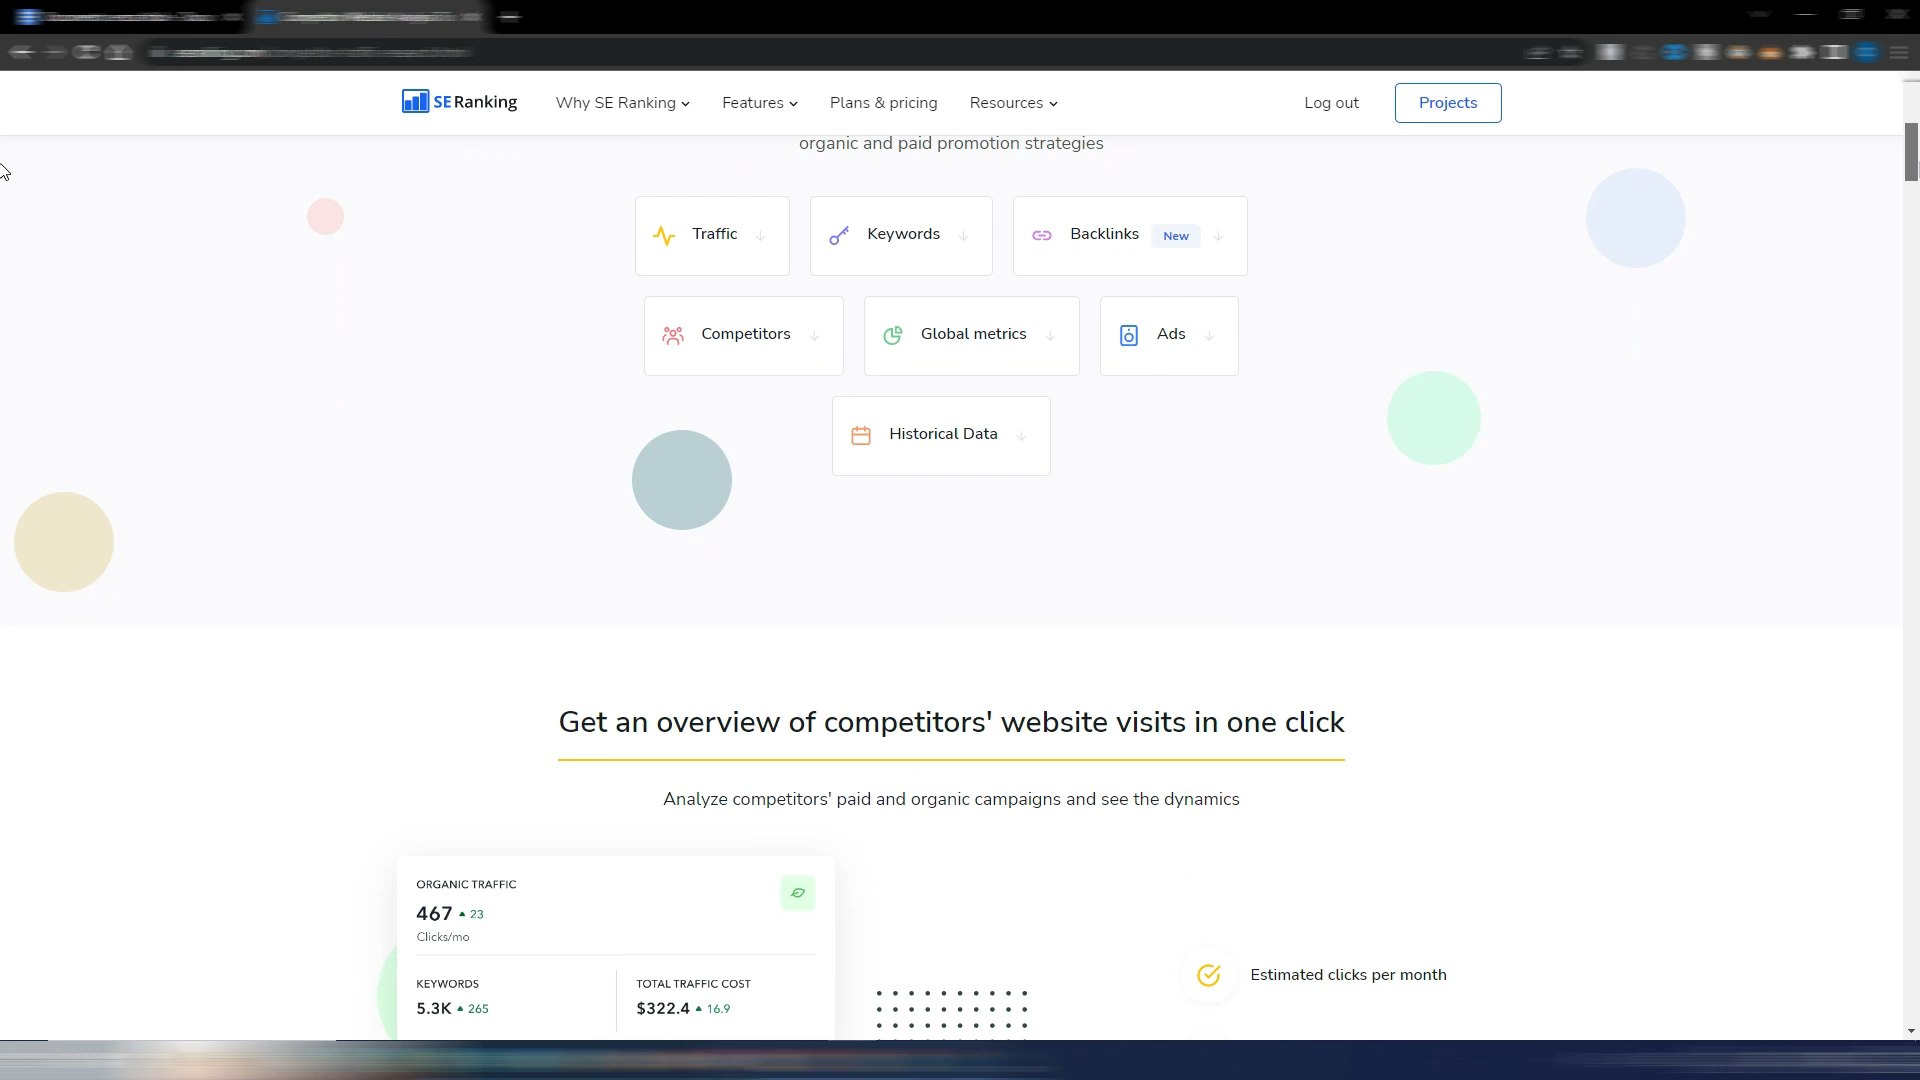 SE Ranking Why SE Ranking Features Plans & pricing Resources Log out Projects
organic and paid promotion strategies
Traffic Keywords Backlinks New
Competitors Global metrics Ads
Historical Data
Get an overview of competitors' website visits in one click
Analyze competitors' paid and organic campaigns and see the dynamics
ORGANIC TRAFFIC
467 23
Clicks/mo
Estimated clicks per month
KEYWORDS TOTAL TRAFFIC COST
5.3K 265 $322.4 16.9